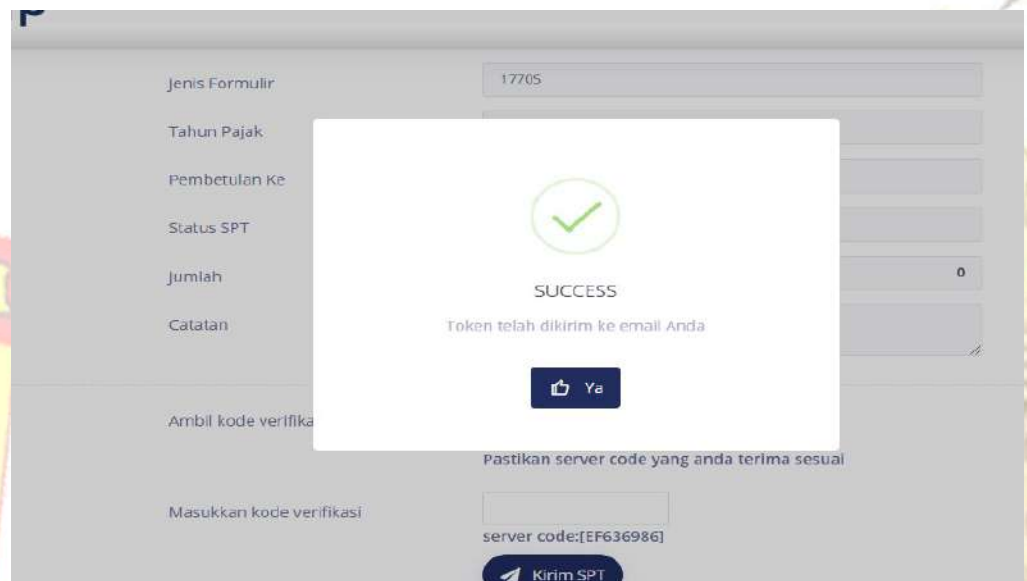 Jenis Formulir
1770S
Tahun Pajak
Pembetulan Ke
Status SPT
Jumlah
0
Catatan
SUCCESS
Token telah dikirim ke email Anda
Ya
Ambil kode verifika
Pastikan server code yang anda terima sesuai
Masukkan kode verifikasi
server code:[EF636986]
Kirim SPT